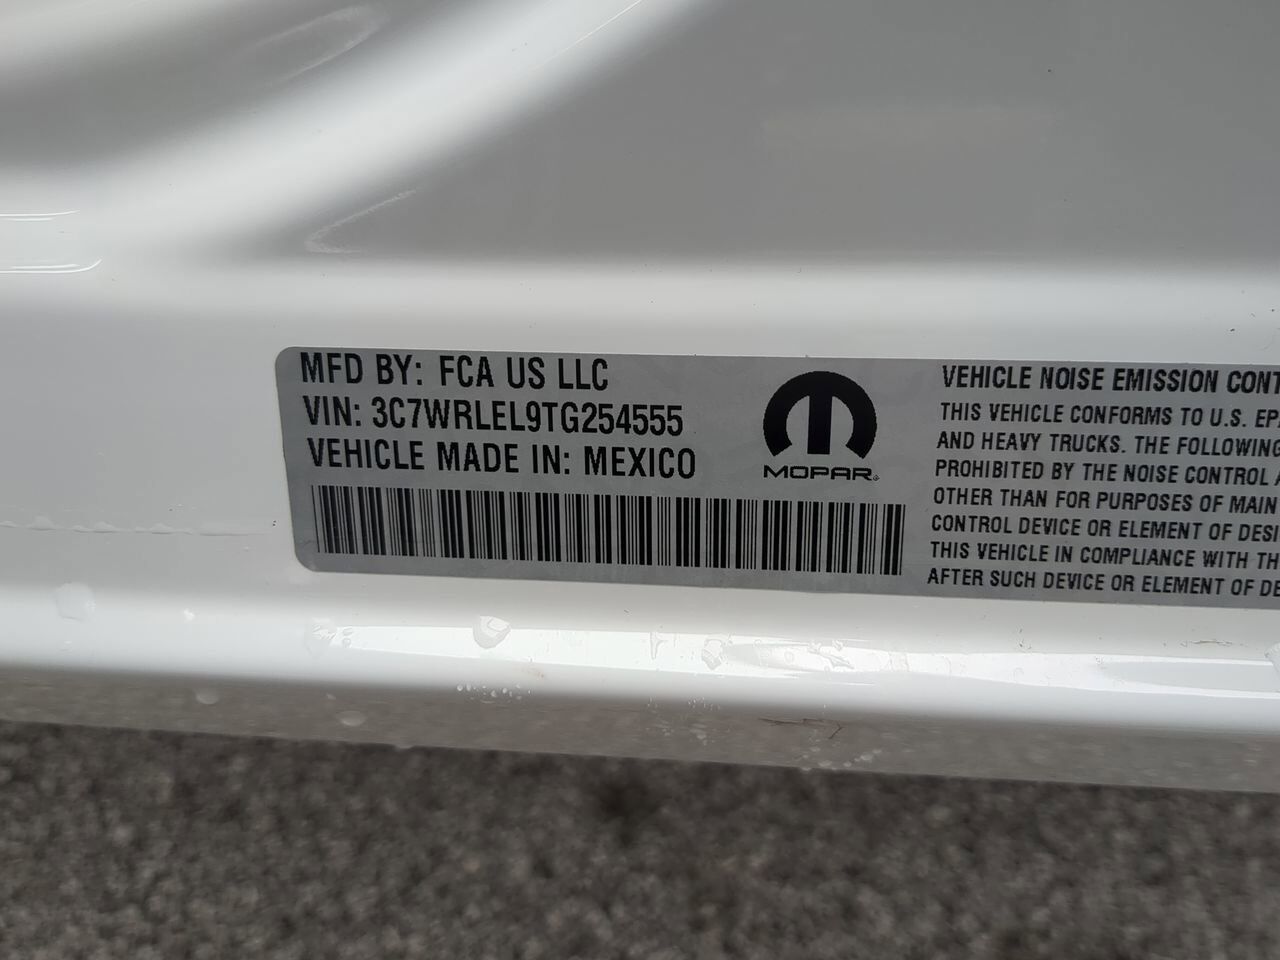 MFD BY: FCA US LLC
VIN: 3C7WRLEL9TG254555
VEHICLE MADE IN: MEXICO
MOPAR
VEHICLE NOISE EMISSION CONT
THIS VEHICLE CONFORMS TO U.S. EPA
AND HEAVY TRUCKS. THE FOLLOWING
PROHIBITED BY THE NOISE CONTROL A
OTHER THAN FOR PURPOSES OF MAIN
CONTROL DEVICE OR ELEMENT OF DESI
THIS VEHICLE IN COMPLIANCE WITH TH
AFTER SUCH DEVICE OR ELEMENT OF DE